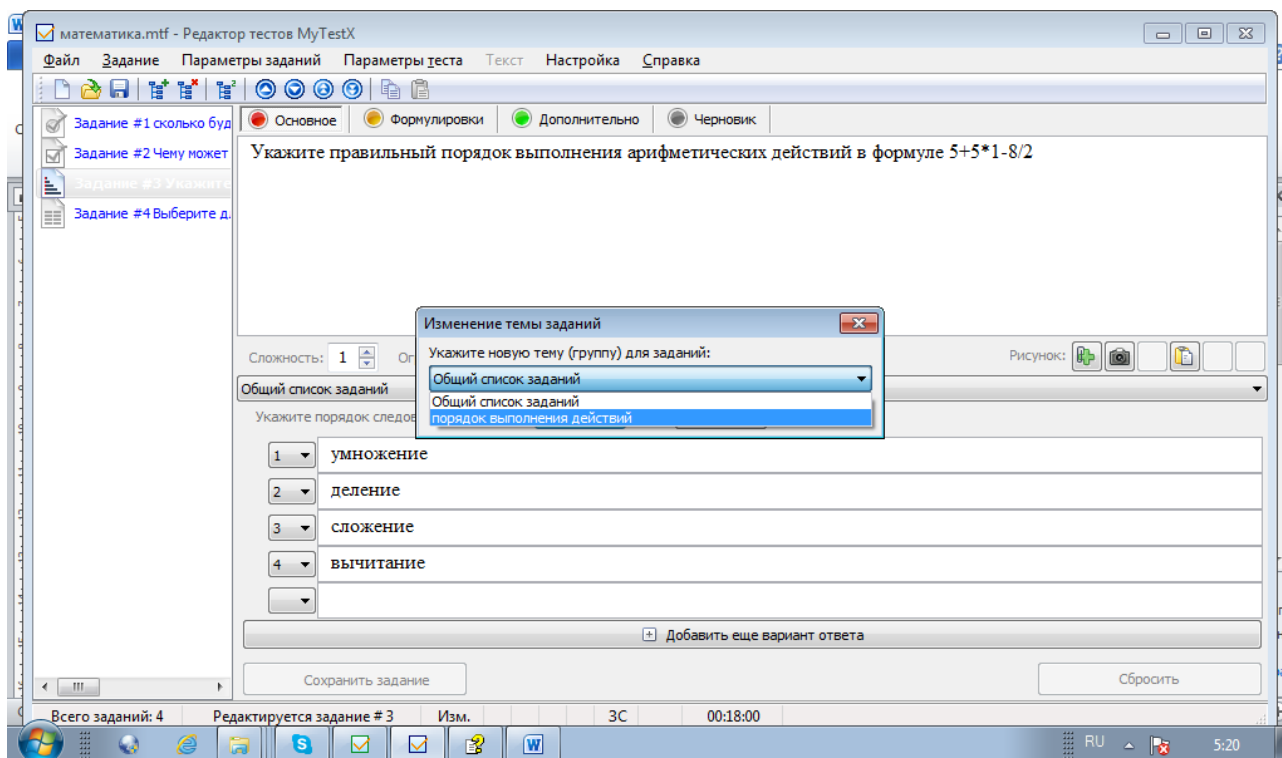 математика.mtf - Редактор тестов MyTestX
Файл Задание Параметры заданий Параметры теста Текст Настройка Справка
Основное Формулировки Дополнительно Черновик
Задание #1 сколько буд
Задание #2 Чему может
Задание #3 Укажите
Задание #4 Выберите д
Укажите правильный порядок выполнения арифметических действий в формуле 5+5*1-8/2
Изменение темы заданий
Укажите новую тему (группу) для заданий:
Общий список заданий
Общий список заданий
порядок выполнения действий
Сложность: 1 Ог
Рисунок:
Общий список заданий
Укажите порядок следов
1 умножение
2 деление
3 сложение
4 вычитание
Добавить еще вариант ответа
Сохранить задание Сбросить
Всего заданий: 4 Редактируется задание # 3 Изм. ЗС 00:18:00
RU 5:20